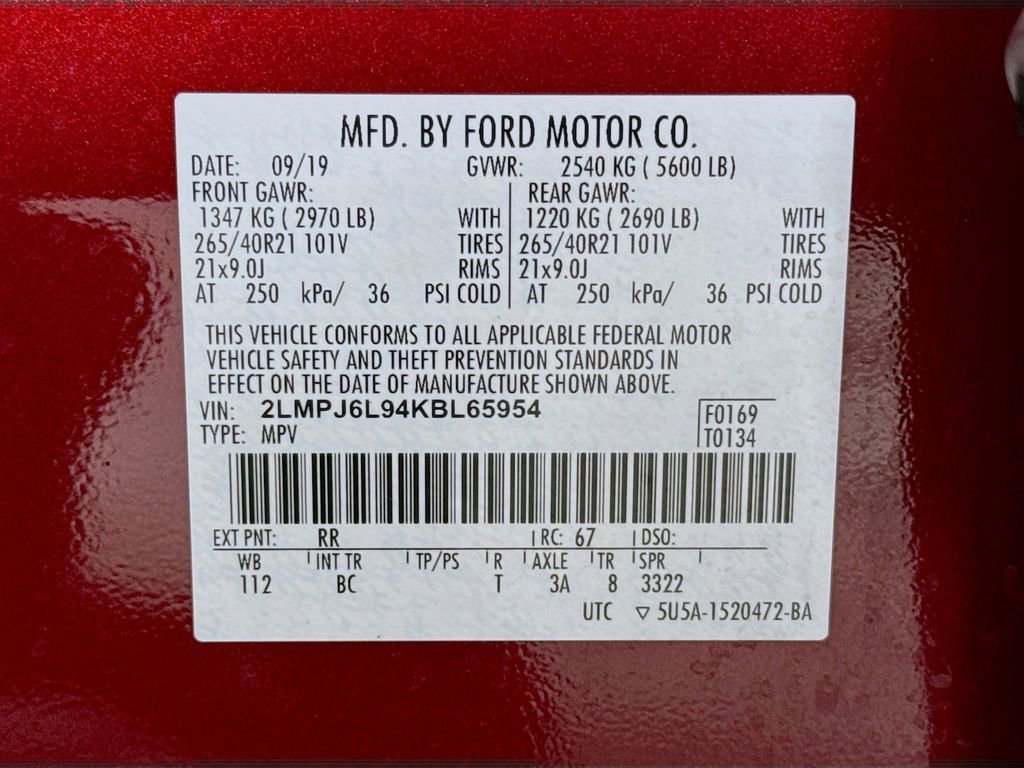 MFD. BY FORD MOTOR CO.
DATE: 09/19 GVWR: 2540 KG ( 5600 LB)
FRONT GAWR: REAR GAWR:
1347 KG ( 2970 LB) WITH 1220 KG ( 2690 LB) WITH
265/40R21 101V TIRES 265/40R21 101V TIRES
21x9.0J RIMS 21x9.0J RIMS
AT 250 kPa/ 36 PSI COLD AT 250 kPa/ 36 PSI COLD
THIS VEHICLE CONFORMS TO ALL APPLICABLE FEDERAL MOTOR
VEHICLE SAFETY AND THEFT PREVENTION STANDARDS IN
EFFECT ON THE DATE OF MANUFACTURE SHOWN ABOVE.
VIN: 2LMPJ6L94KBL65954 F0169
TYPE: MPV T0134
EXT PNT: RR RC: 67 DSO:
WB INT TR TP/PS R AXLE TR SPR
112 BC T 3A 8 3322
UTC ▽ 5U5A-1520472-BA